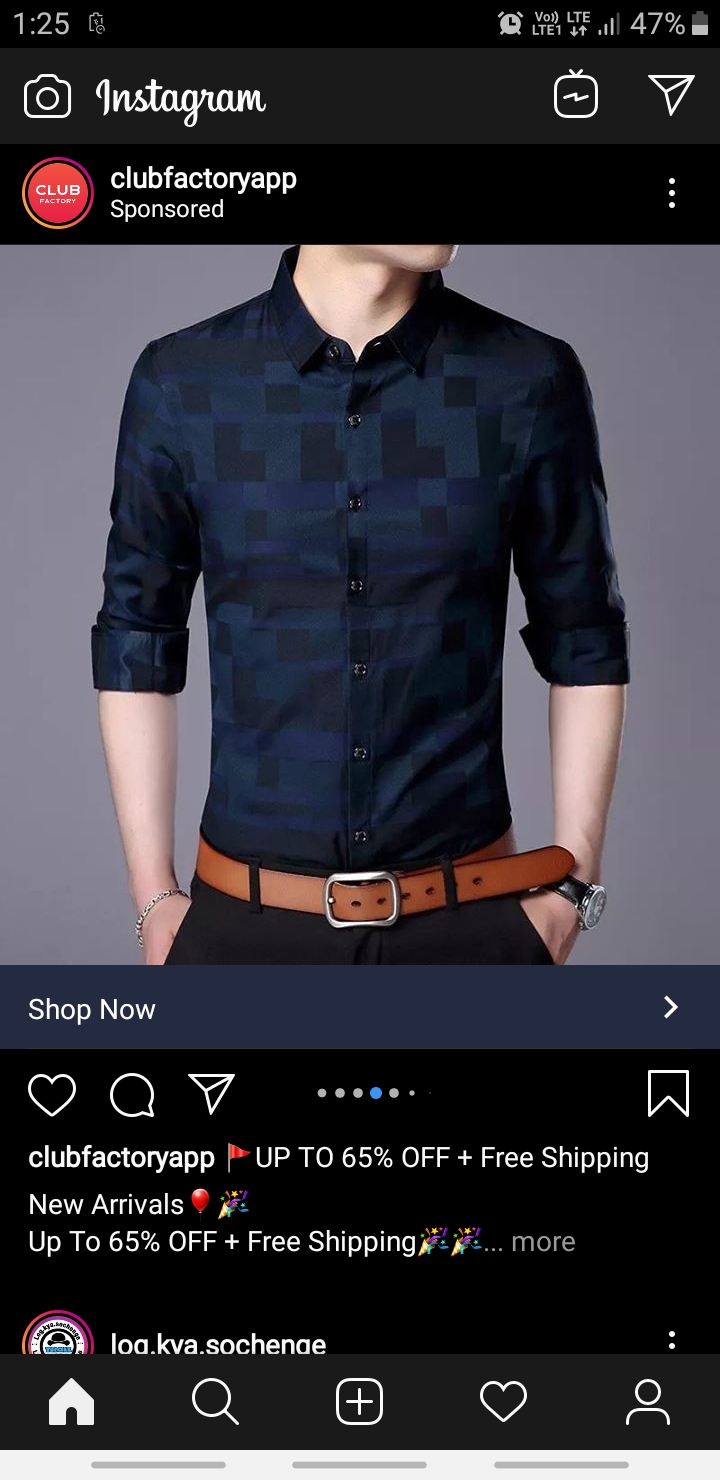 1:25
Vo)) LTE
LTE1
47%
Instagram
CLUB
FACTORY
clubfactoryapp
Sponsored
Shop Now
clubfactoryapp 🚩UP TO 65% OFF + Free Shipping
New Arrivals🎈🎉
Up To 65% OFF + Free Shipping🎉🎉... more
log.kya.sochenge